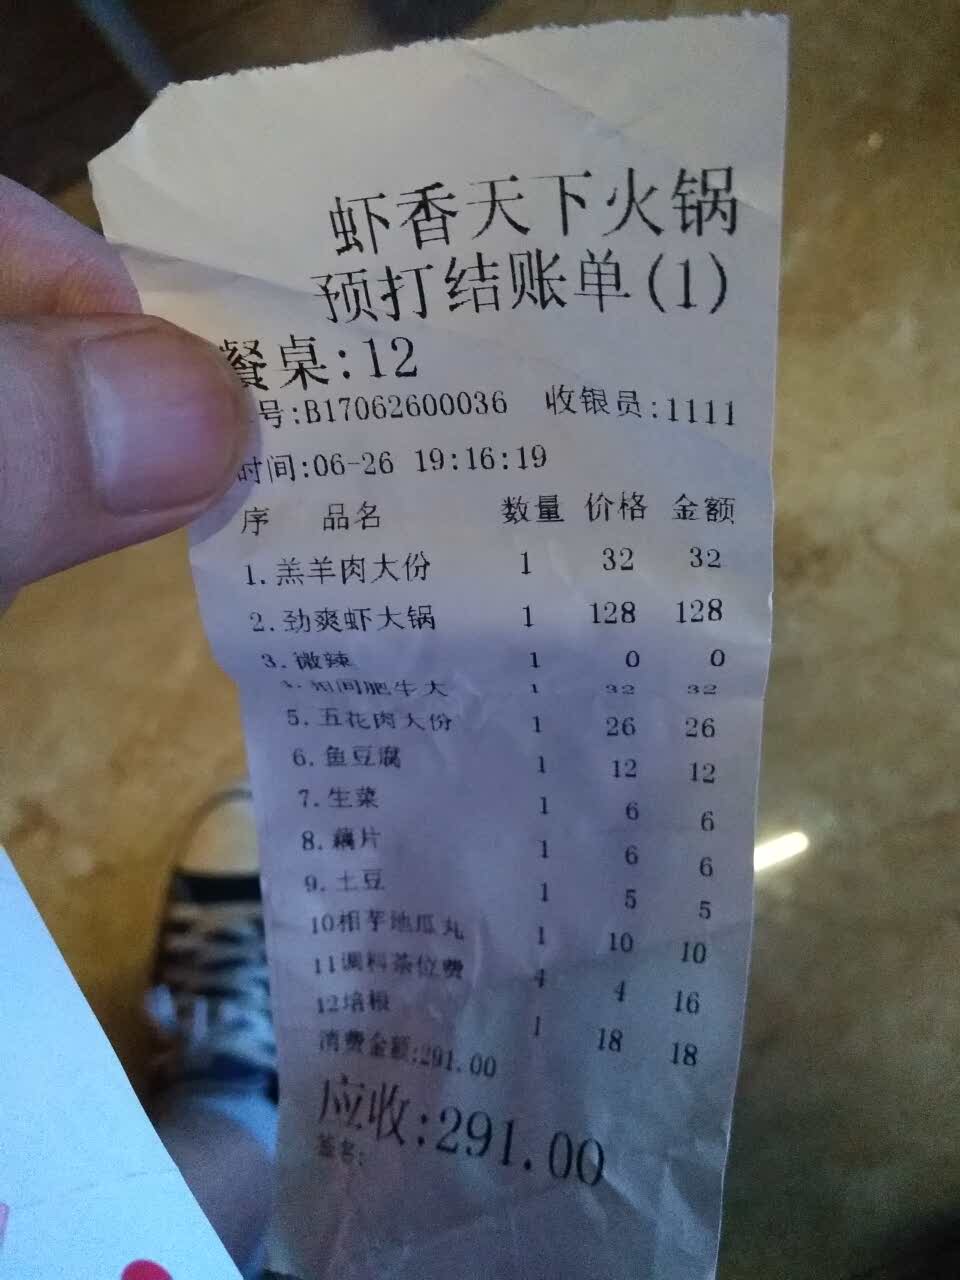 虾香天下火锅
预打结账单(1)
餐桌:12
号:B17062600036 收银员:1111
时间:06-26 19:16:19
序 品名 数量 价格 金额
1.羔羊肉大份 1 32 32
2.劲爽虾大锅 1 128 128
3.微辣 1 0 0
肥牛大 1 32 32
5.五花肉大份 1 26 26
6.鱼豆腐 1 12 12
7.生菜 1 6 6
8.藕片 1 6 6
9.土豆 1 5 5
10相芋地瓜丸 1 10 10
11调料茶位费 4 4 16
12培根 1 18 18
消费金额:291.00
应收:291.00
签名: